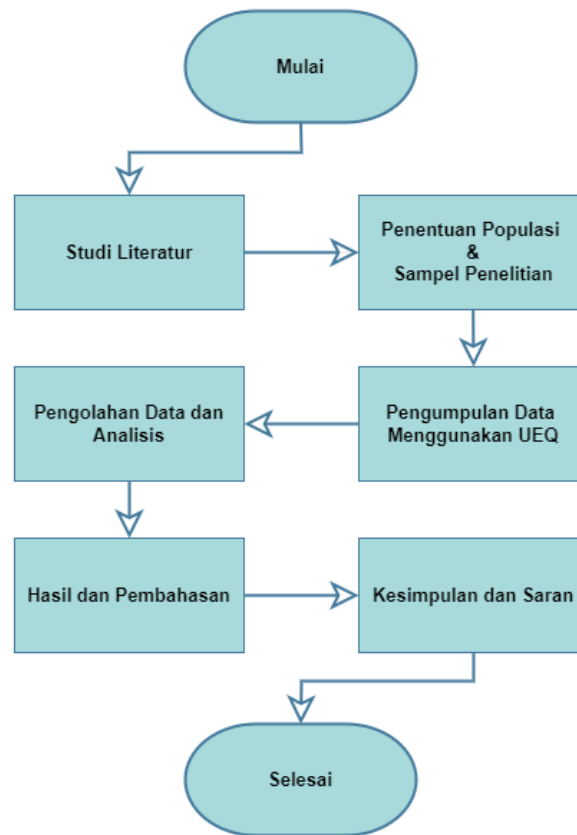 Mulai
Studi Literatur
Penentuan Populasi
&
Sampel Penelitian
Pengumpulan Data
Menggunakan UEQ
Pengolahan Data dan
Analisis
Hasil dan Pembahasan
Kesimpulan dan Saran
Selesai